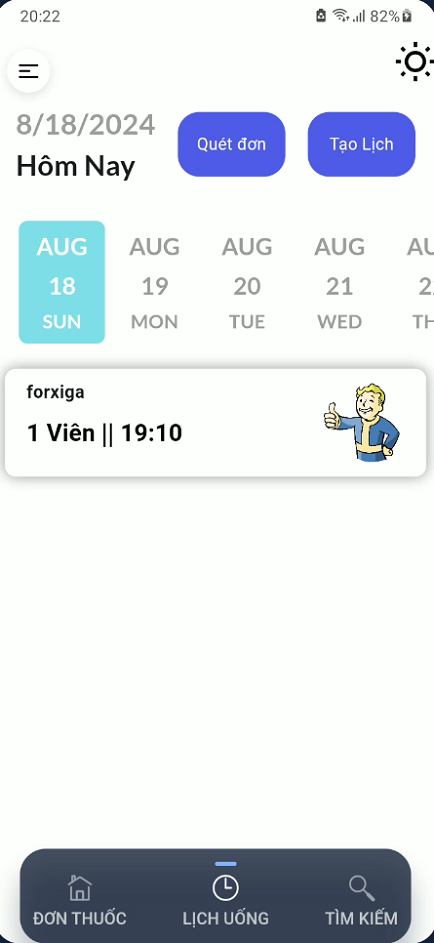 20:22 82%
8/18/2024
Hôm Nay
Quét đơn Tạo Lịch
AUG AUG AUG AUG AU
18 19 20 21 2
SUN MON TUE WED TH
forxiga
1 Viên || 19:10
ĐƠN THUỐC LỊCH UỐNG TÌM KIẾM